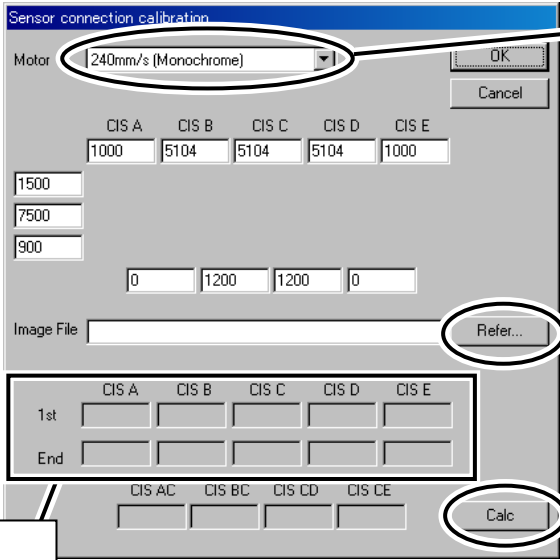 Sensor connection calibration
Motor 240mm/s (Monochrome) OK
Cancel
CIS A CIS B CIS C CIS D CIS E
1000 5104 5104 5104 1000
1500
7500
900
0 1200 1200 0
Image File Refer...
CIS A CIS B CIS C CIS D CIS E
1st
End
CIS AC CIS BC CIS CD CIS CE
Calc